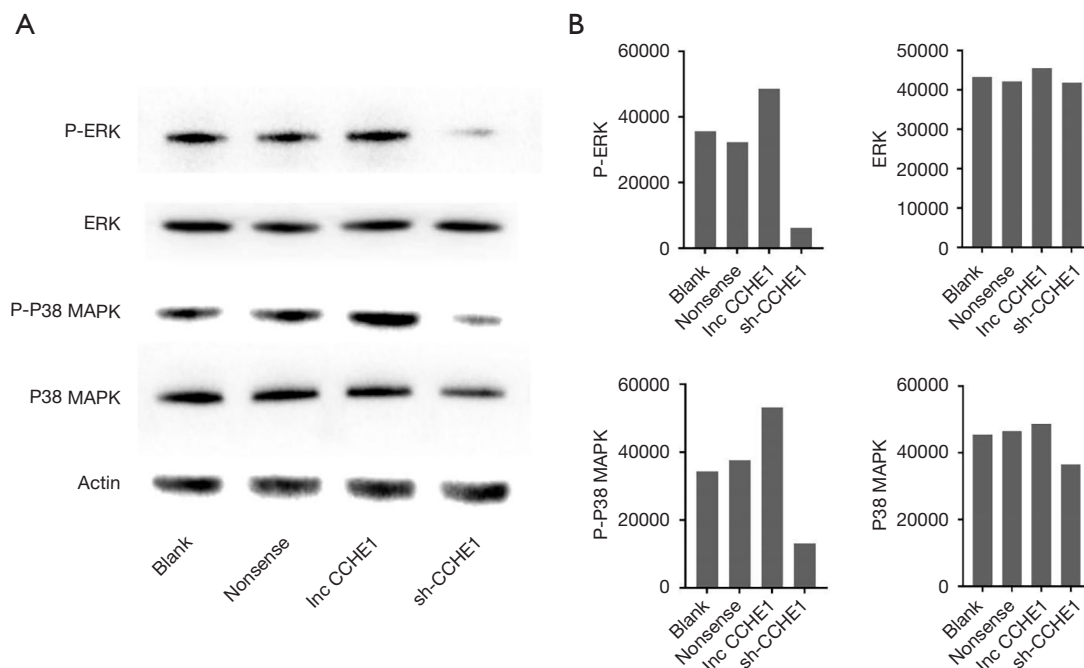 A
P-ERK
ERK
P-P38 MAPK
P38 MAPK
Actin
Blank
Nonsense
lnc CCHE1
sh-CCHE1
B
60000
40000
20000
0
P-ERK
Blank
Nonsense
lnc CCHE1
sh-CCHE1
50000
40000
30000
20000
10000
0
ERK
Blank
Nonsense
lnc CCHE1
sh-CCHE1
60000
40000
20000
0
P-P38 MAPK
Blank
Nonsense
lnc CCHE1
sh-CCHE1
60000
40000
20000
0
P38 MAPK
Blank
Nonsense
lnc CCHE1
sh-CCHE1